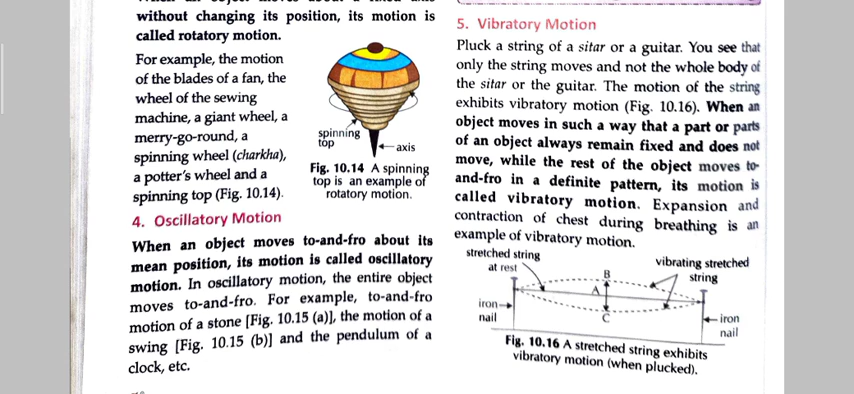 without changing its position, its motion is
called rotatory motion.
For example, the motion
of the blades of a fan, the
wheel of the sewing
machine, a giant wheel, a
merry-go-round, a
spinning wheel (charkha),
a potter's wheel and a
spinning top (Fig. 10.14).
spinning
top
axis
Fig. 10.14 A spinning
top is an example of
rotatory motion.
4. Oscillatory Motion
When an object moves to-and-fro about its
mean position, its motion is called oscillatory
motion. In oscillatory motion, the entire object
moves to-and-fro. For example, to-and-fro
motion of a stone [Fig. 10.15 (a)], the motion of a
swing [Fig. 10.15 (b)] and the pendulum of a
clock, etc.
5. Vibratory Motion
Pluck a string of a sitar or a guitar. You see that
only the string moves and not the whole body of
the sitar or the guitar. The motion of the string
exhibits vibratory motion (Fig. 10.16). When an
object moves in such a way that a part or parts
of an object always remain fixed and does not
move, while the rest of the object moves to-
and-fro in a definite pattern, its motion is
called vibratory motion. Expansion and
contraction of chest during breathing is an
example of vibratory motion.
stretched string
at rest
vibrating stretched
string
B
A
C
iron
nail
iron
nail
Fig. 10.16 A stretched string exhibits
vibratory motion (when plucked).